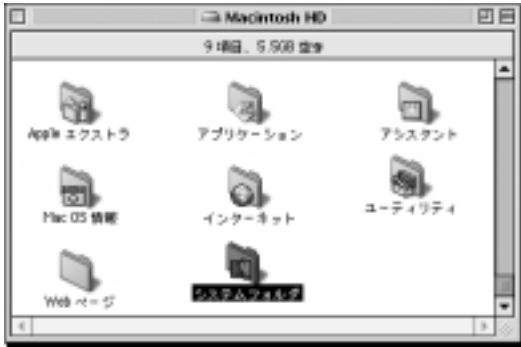 Macintosh HD
9 項目、5.5GB 空き
Apple エクストラ
アプリケーション
アシスタント
Mac OS 情報
インターネット
ユーティリティ
Web ページ
システムフォルダ